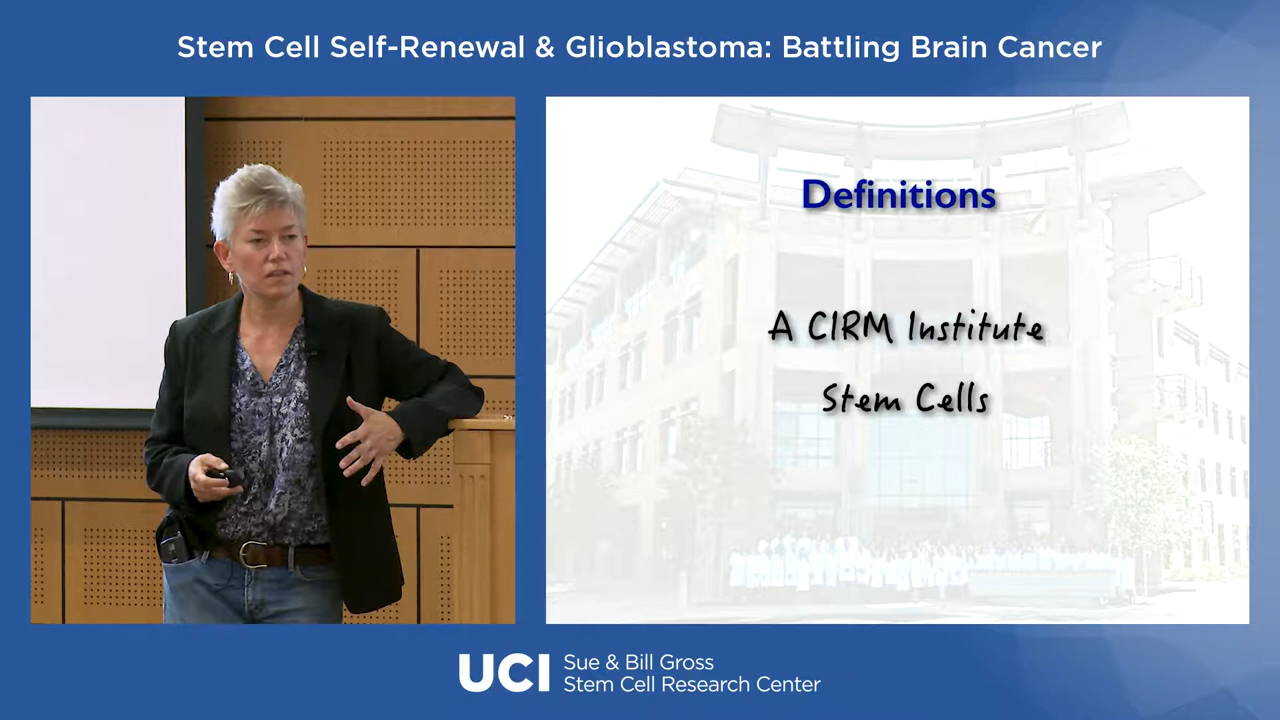 Stem Cell Self-Renewal & Glioblastoma: Battling Brain Cancer
Definitions
A CIRM Institute
Stem Cells
UCI
Sue & Bill Gross
Stem Cell Research Center